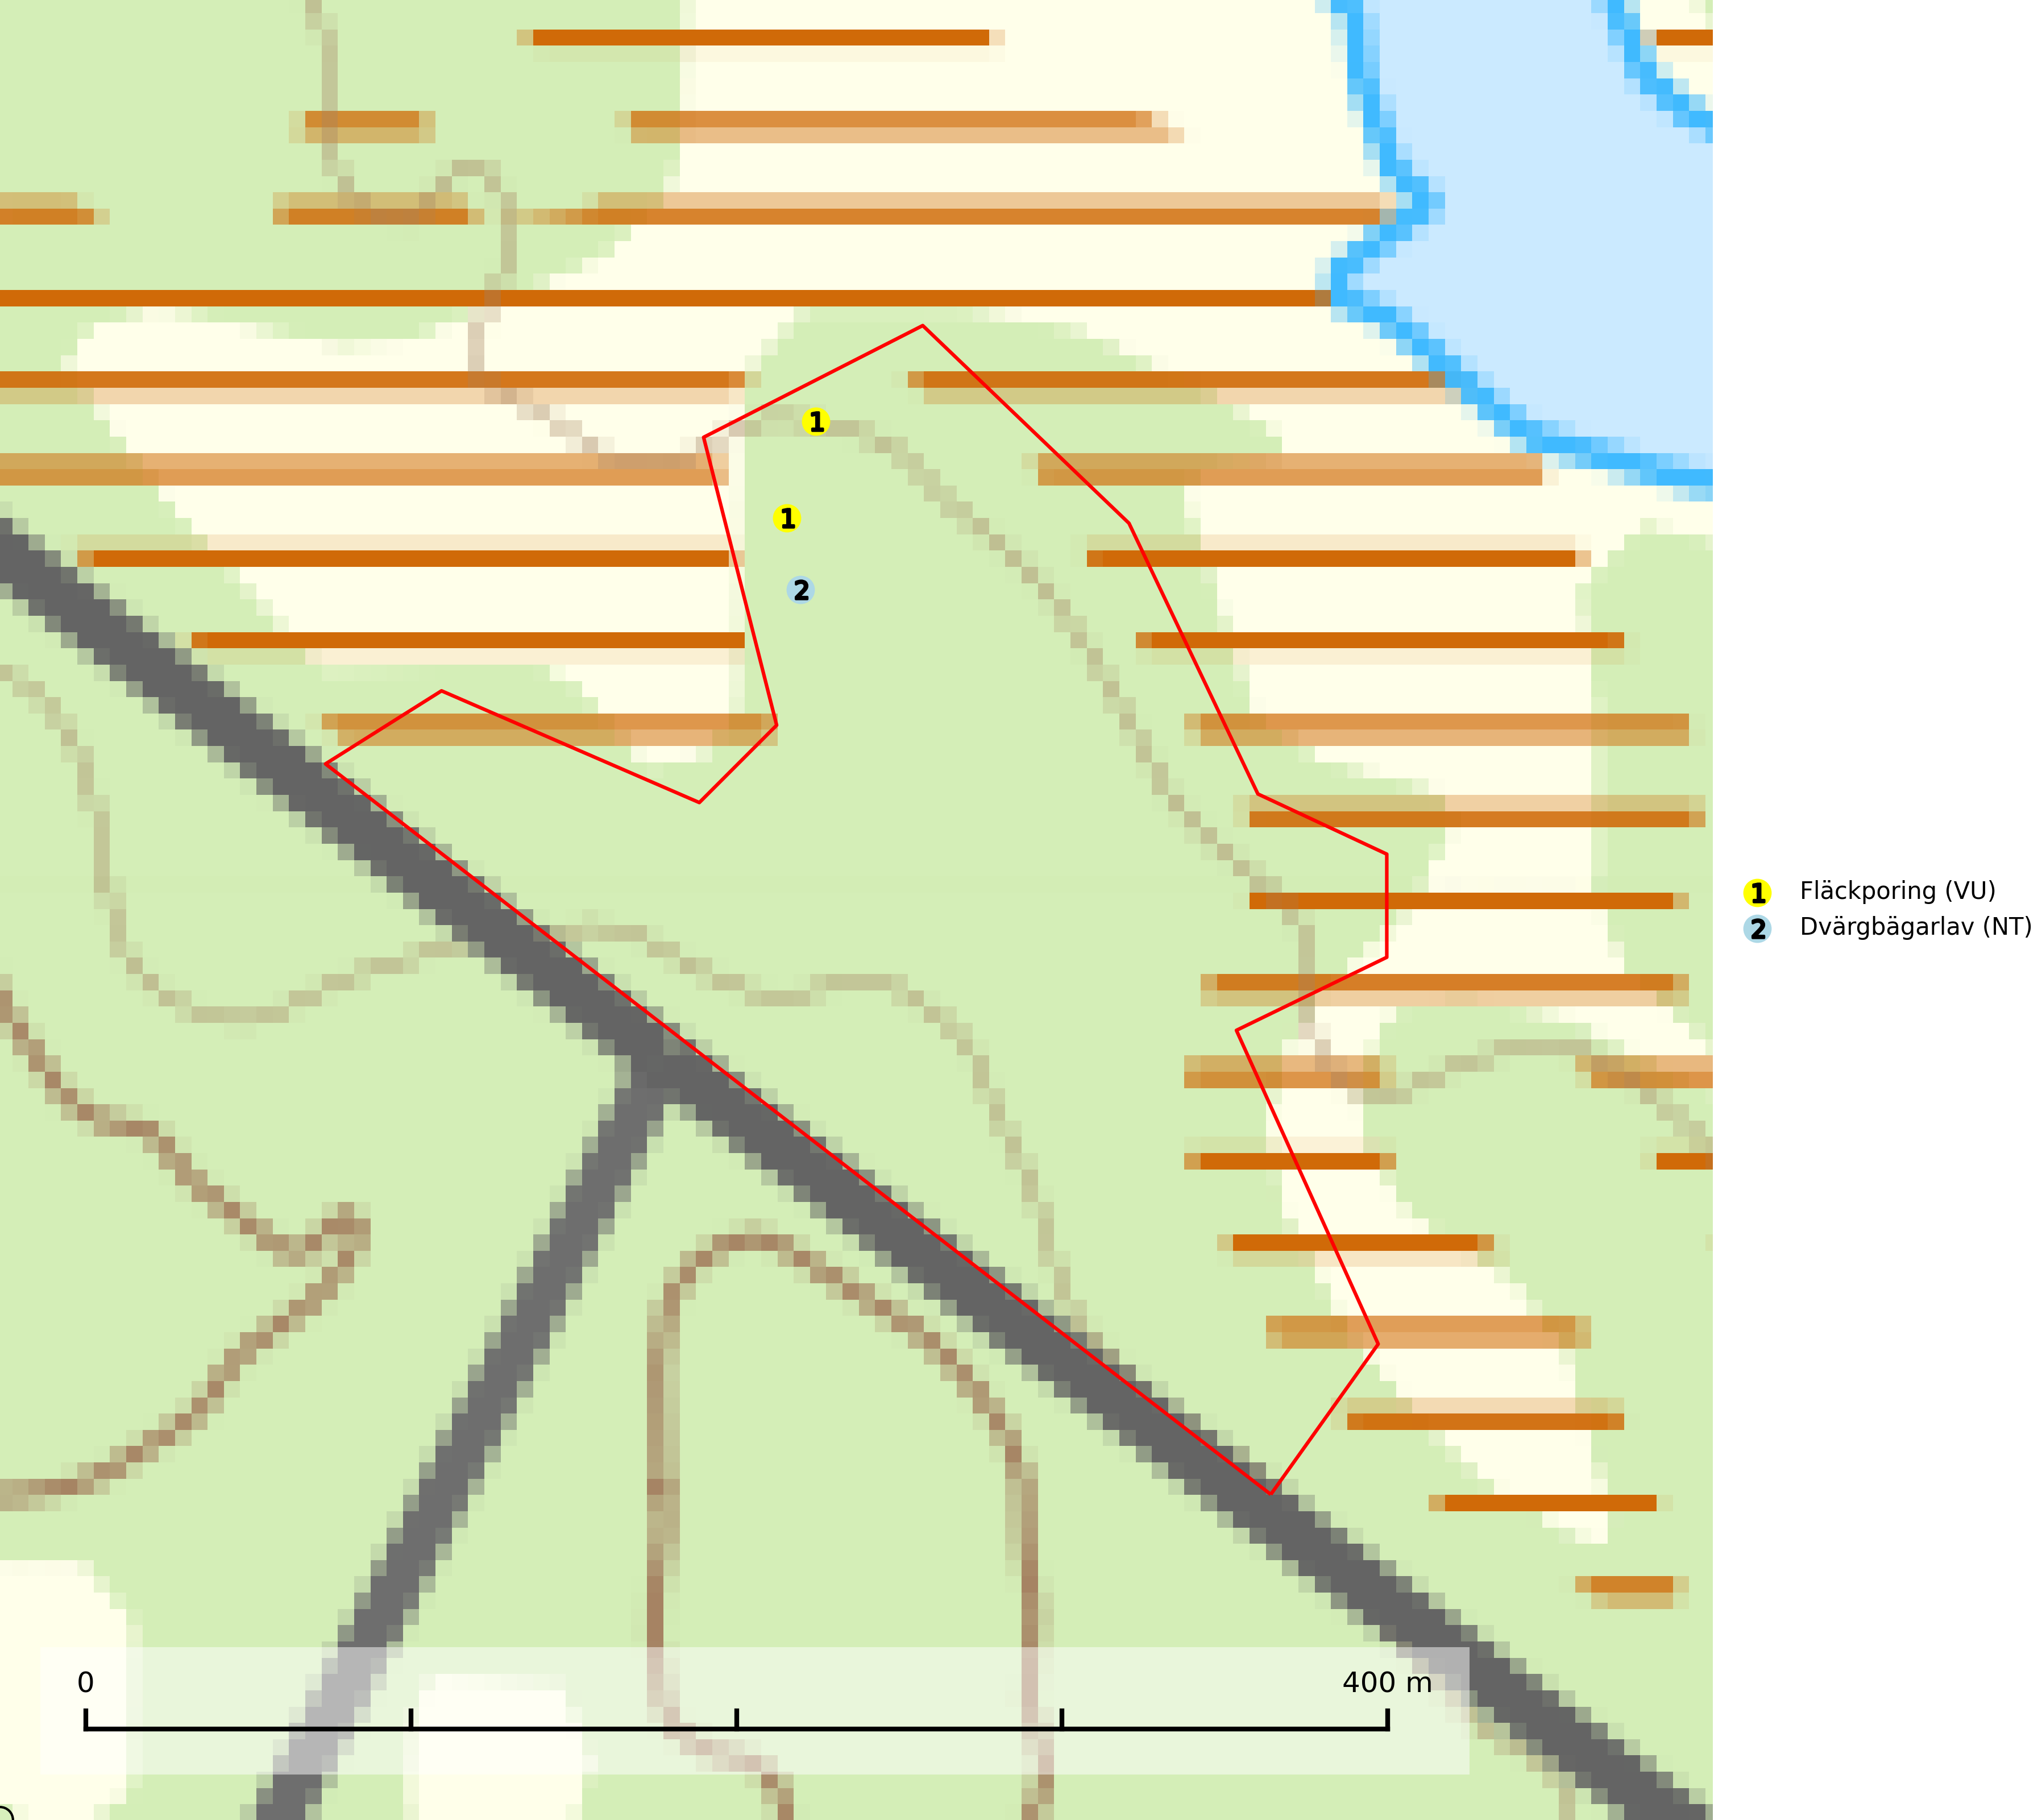 1
1
2
1 Fläckporing (VU)
2 Dvärgbägarlav (NT)
0 400 m